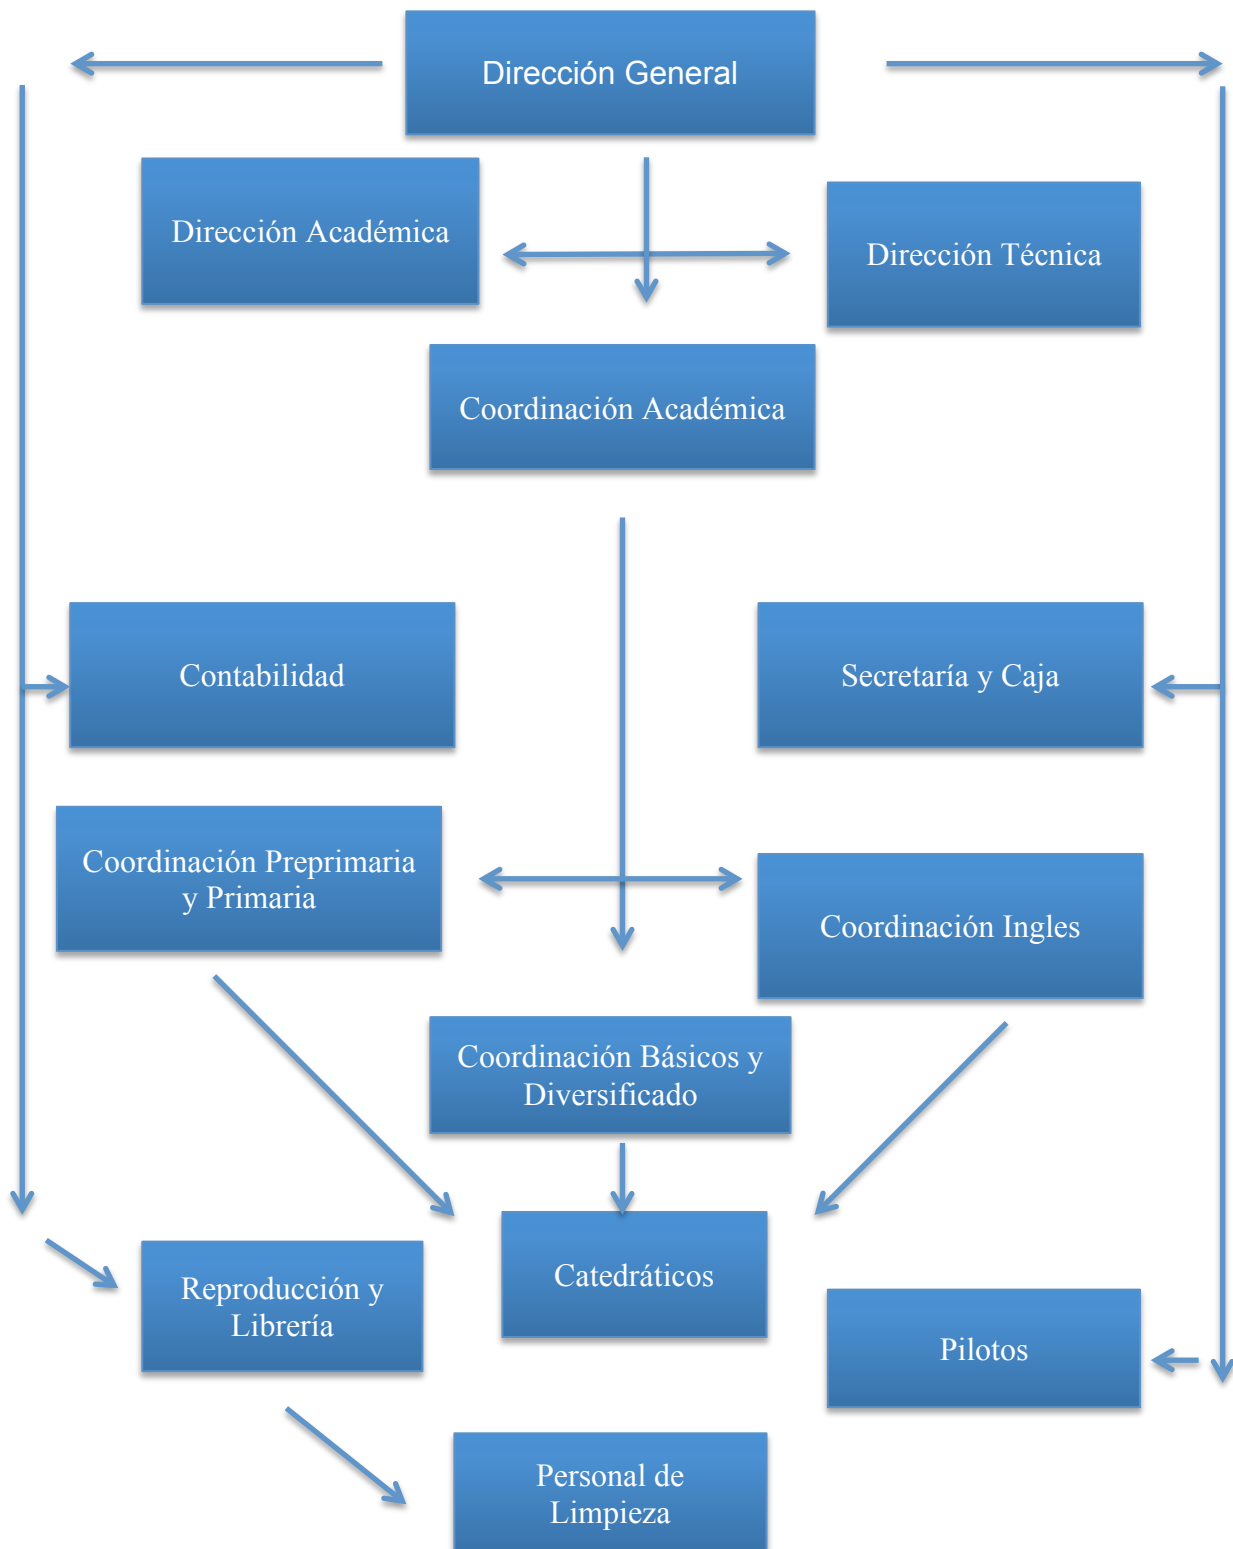 Dirección General
Dirección Académica
Dirección Técnica
Coordinación Académica
Contabilidad
Secretaría y Caja
Coordinación Preprimaria
y Primaria
Coordinación Ingles
Coordinación Básicos y
Diversificado
Catedráticos
Reproducción y
Librería
Pilotos
Personal de
Limpieza